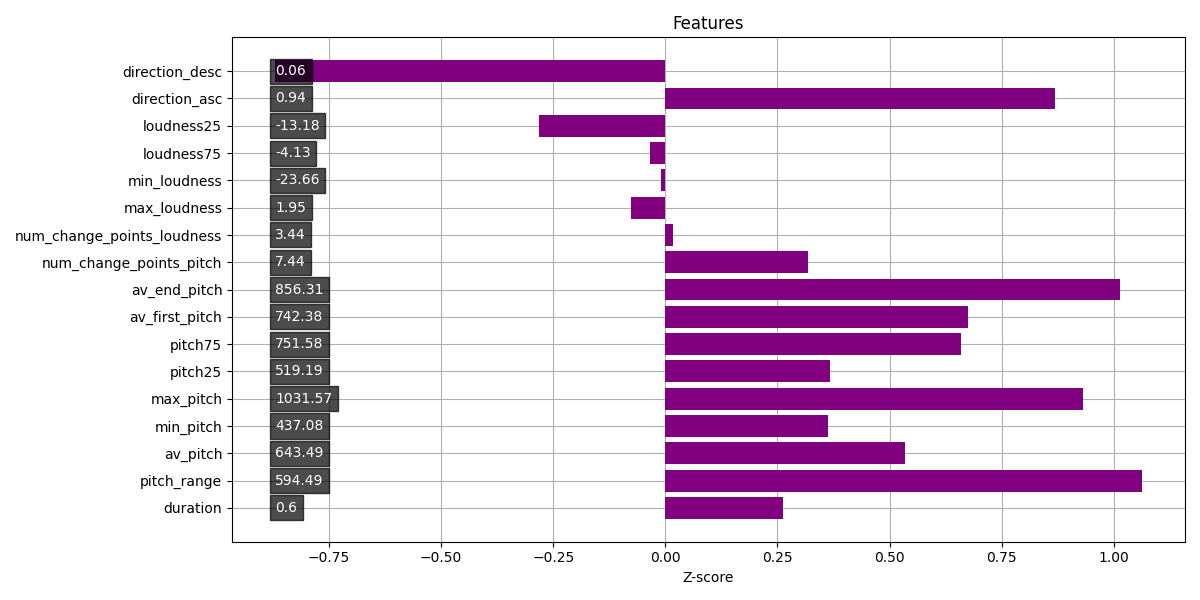 Features
direction_desc 0.06
direction_asc 0.94
loudness25 -13.18
loudness75 -4.13
min_loudness -23.66
max_loudness 1.95
num_change_points_loudness 3.44
num_change_points_pitch 7.44
av_end_pitch 856.31
av_first_pitch 742.38
pitch75 751.58
pitch25 519.19
max_pitch 1031.57
min_pitch 437.08
av_pitch 643.49
pitch_range 594.49
duration 0.6
−0.75 −0.50 −0.25 0.00 0.25 0.50 0.75 1.00
Z-score